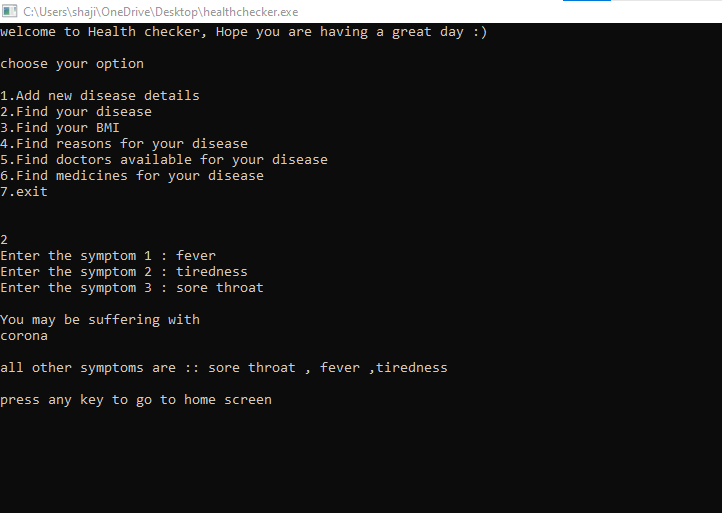 C:\Users\shaji\OneDrive\Desktop\healthchecker.exe
welcome to Health checker, Hope you are having a great day :)
choose your option
1.Add new disease details
2.Find your disease
3.Find your BMI
4.Find reasons for your disease
5.Find doctors available for your disease
6.Find medicines for your disease
7.exit
2
Enter the symptom 1 : fever
Enter the symptom 2 : tiredness
Enter the symptom 3 : sore throat
You may be suffering with
corona
all other symptoms are :: sore throat , fever ,tiredness
press any key to go to home screen